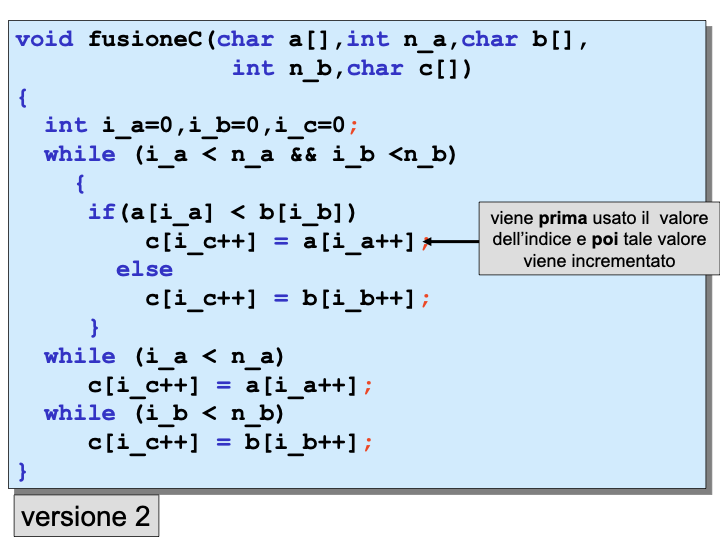 void fusioneC(char a[],int n_a,char b[],
int n_b,char c[])
{
int i_a=0,i_b=0,i_c=0;
while (i_a < n_a && i_b <n_b)
{
if(a[i_a] < b[i_b])
c[i_c++] = a[i_a++];
viene prima usato il valore
dell'indice e poi tale valore
viene incrementato
else
c[i_c++] = b[i_b++];
}
while (i_a < n_a)
c[i_c++] = a[i_a++];
while (i_b < n_b)
c[i_c++] = b[i_b++];
}
versione 2